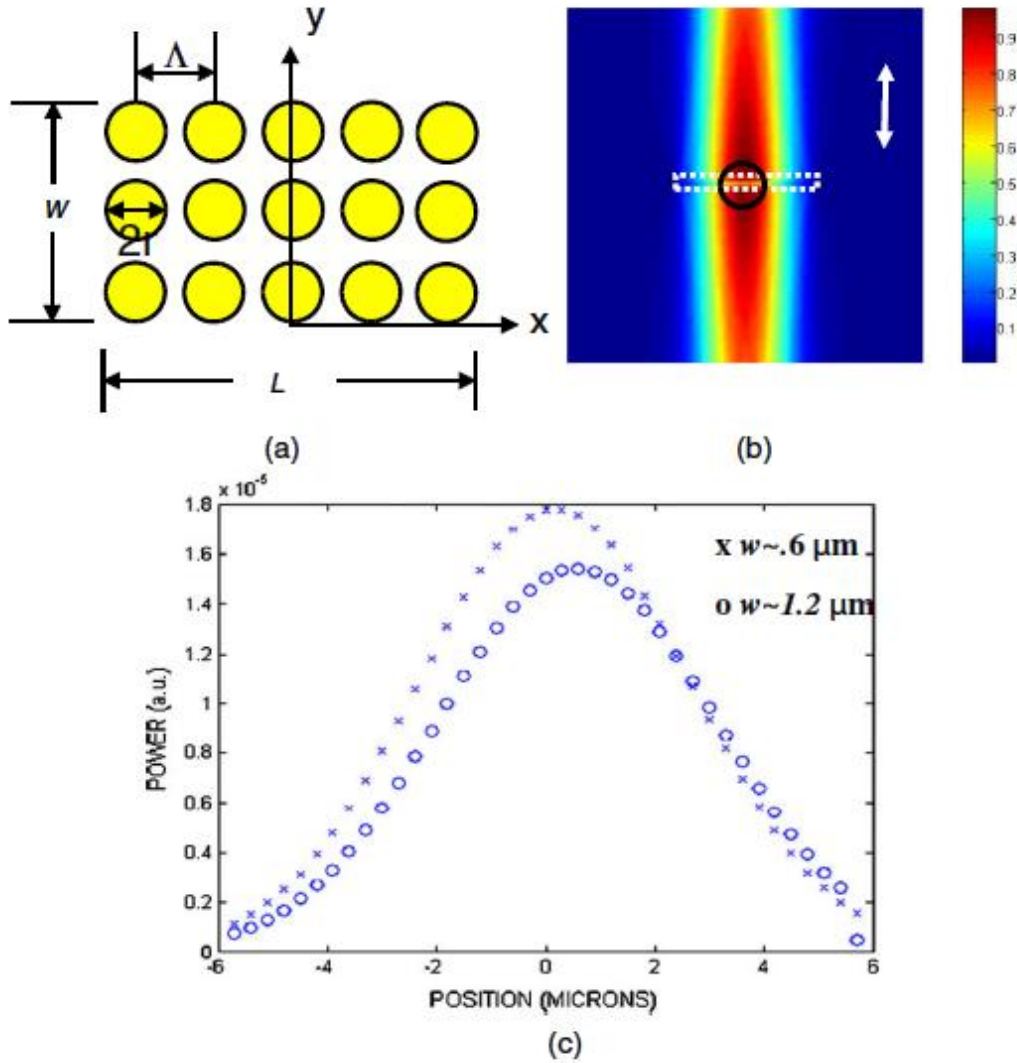 y
Λ
w
2r
x
L
(a)
0.9
0.8
0.7
0.6
0.5
0.4
0.3
0.2
0.1
(b)
x 10⁻⁵
1.8
1.6
1.4
1.2
1
0.8
0.6
0.4
0.2
0
POWER (a.u.)
x w~.6 μm
o w~1.2 μm
-6 -4 -2 0 2 4 6
POSITION (MICRONS)
(c)